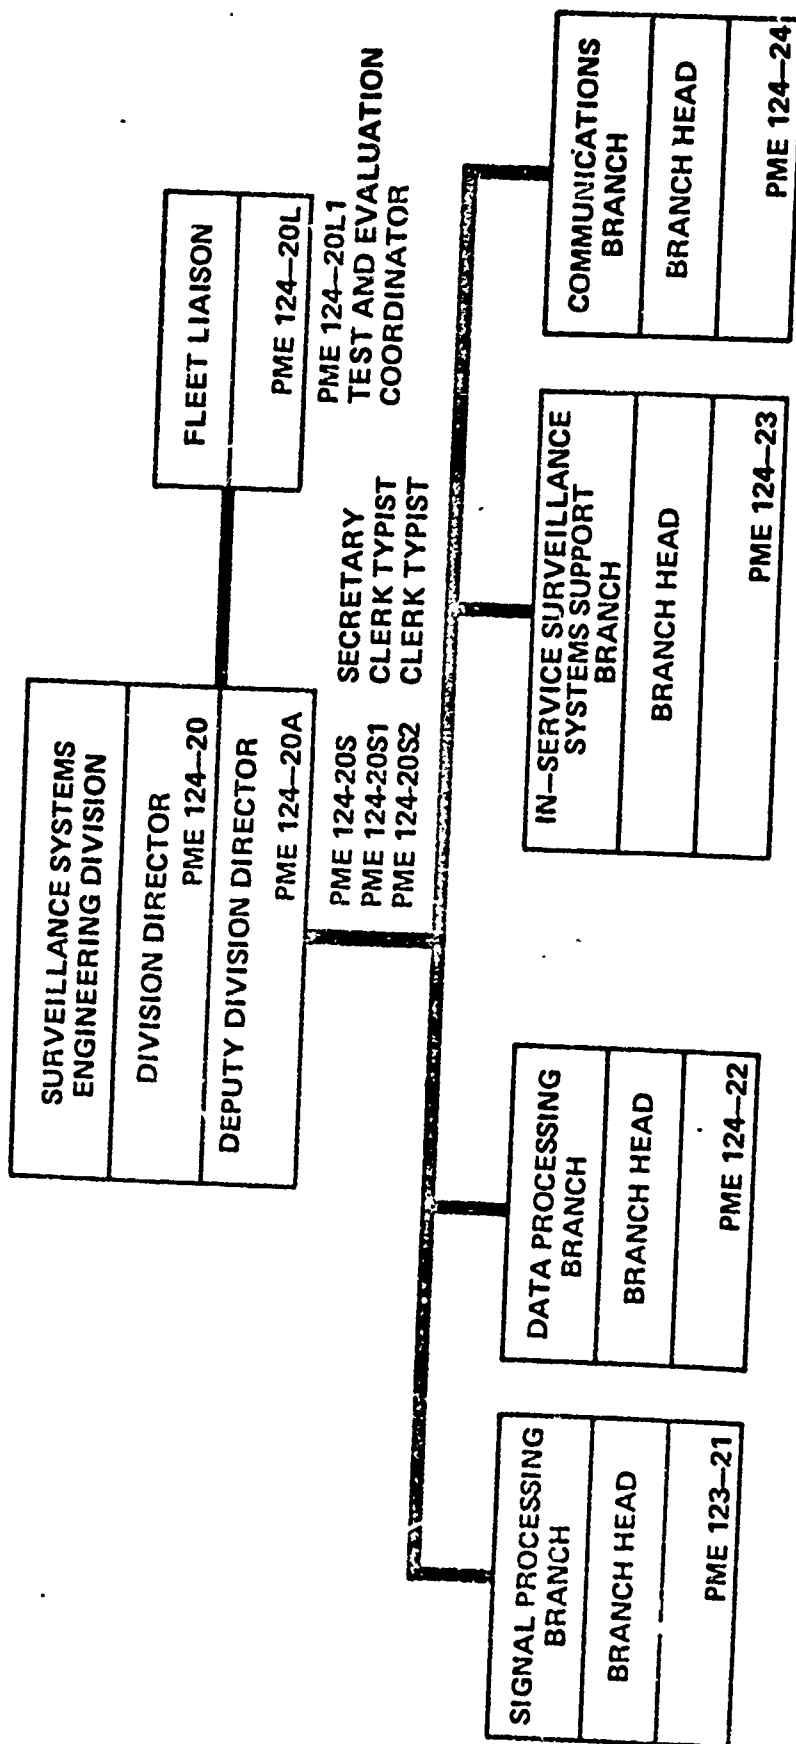 SURVEILLANCE SYSTEMS
ENGINEERING DIVISION
DIVISION DIRECTOR
PME 124-20
DEPUTY DIVISION DIRECTOR
PME 124-20A
FLEET LIAISON
PME 124-20L
PME 124-20L1
TEST AND EVALUATION
COORDINATOR
PME 124-20S SECRETARY
PME 124-20S1 CLERK TYPIST
PME 124-20S2 CLERK TYPIST
SIGNAL PROCESSING
BRANCH
BRANCH HEAD
PME 123-21
DATA PROCESSING
BRANCH
BRANCH HEAD
PME 124-22
IN-SERVICE SURVEILLANCE
SYSTEMS SUPPORT
BRANCH
BRANCH HEAD
PME 124-23
COMMUNICATIONS
BRANCH
BRANCH HEAD
PME 124-24